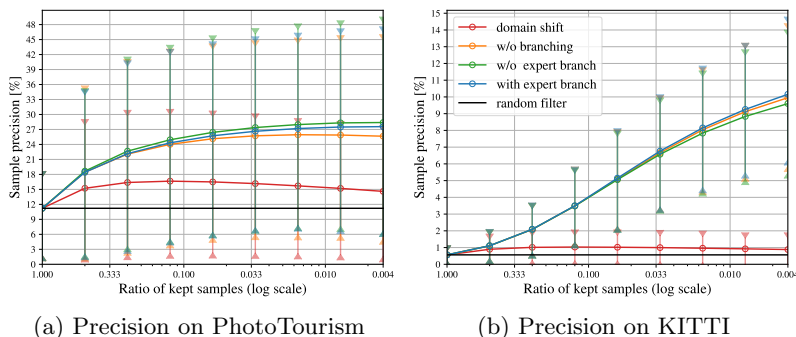 Sample precision [%]
48
45
42
39
36
33
30
27
24
21
18
15
12
9
6
3
0
1.000 0.333 0.100 0.033 0.010 0.004
Ratio of kept samples (log scale)
(a) Precision on PhotoTourism
Sample precision [%]
15
14
13
12
11
10
9
8
7
6
5
4
3
2
1
0
domain shift
w/o branching
w/o expert branch
with expert branch
random filter
1.000 0.333 0.100 0.033 0.010 0.004
Ratio of kept samples (log scale)
(b) Precision on KITTI